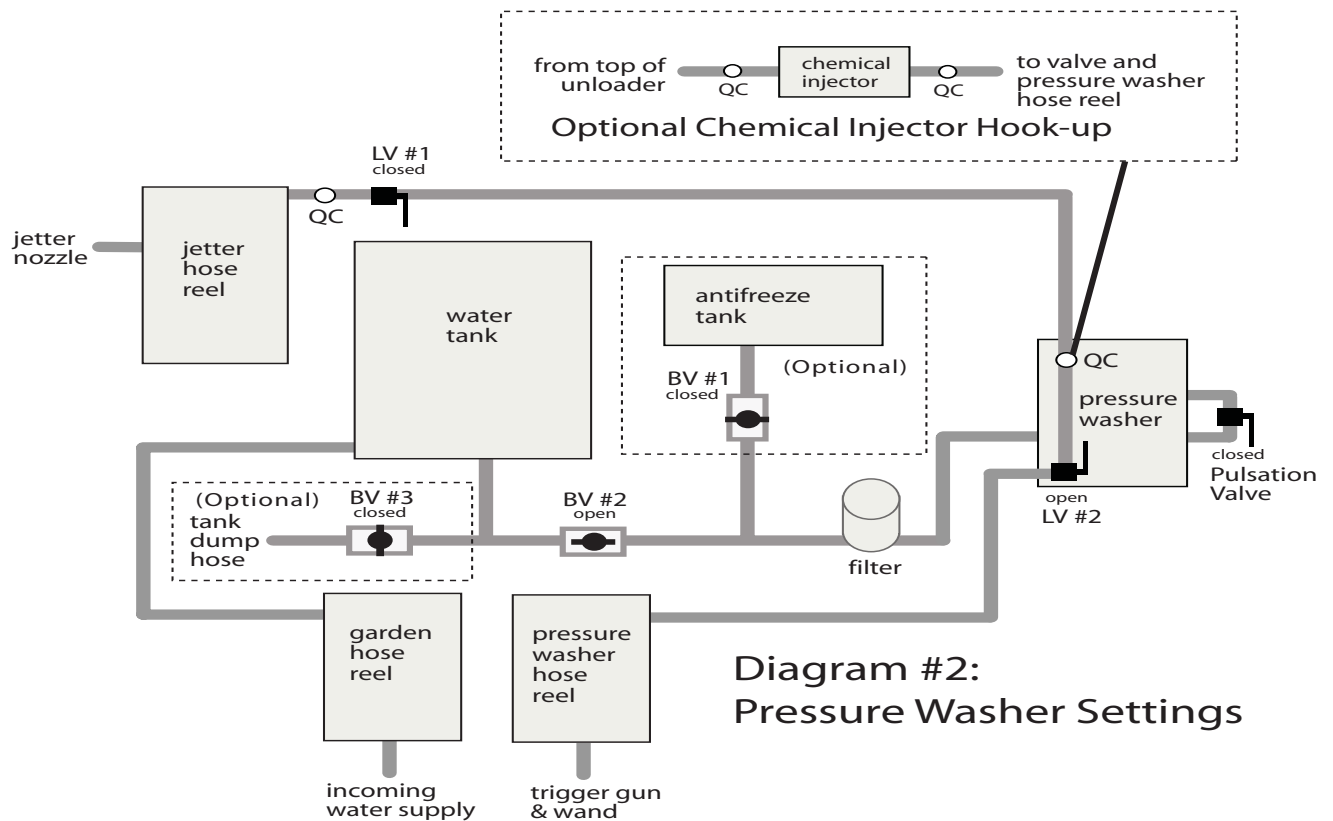 from top of
unloader
QC
chemical
injector
QC
to valve and
pressure washer
hose reel
Optional Chemical Injector Hook-up
LV #1
closed
QC
jetter
nozzle
jetter
hose
reel
water
tank
antifreeze
tank
(Optional)
BV #1
closed
QC
pressure
washer
closed
Pulsation
Valve
open
LV #2
(Optional)
tank
dump
hose
BV #3
closed
BV #2
open
filter
garden
hose
reel
pressure
washer
hose
reel
incoming
water supply
trigger gun
& wand
Diagram #2:
Pressure Washer Settings